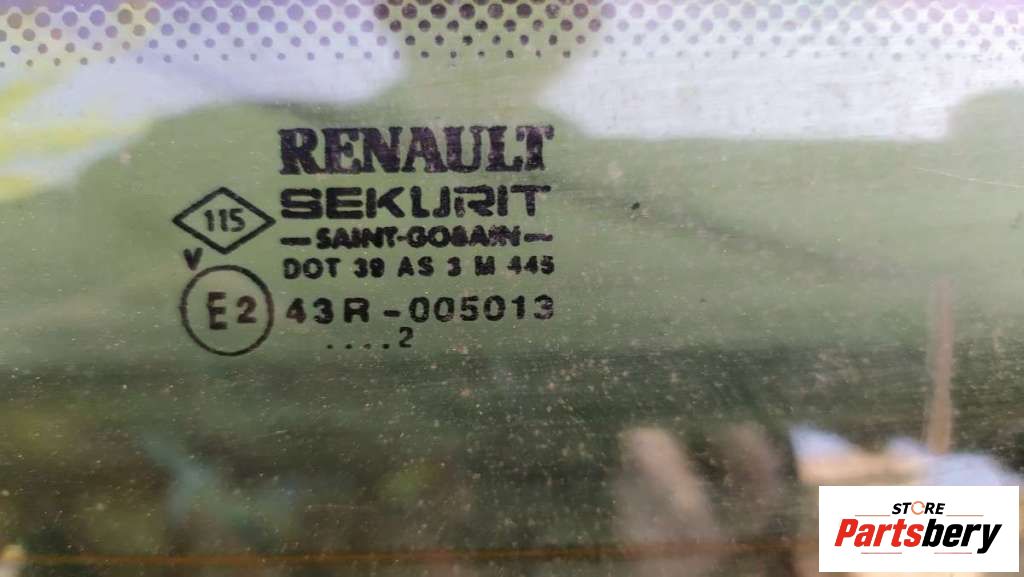 RENAULT
SEKURIT
115
SAINT-GOBAIN
V
DOT 39 AS 3 M 445
E2 43R-005013
....2
STORE
Partsbery